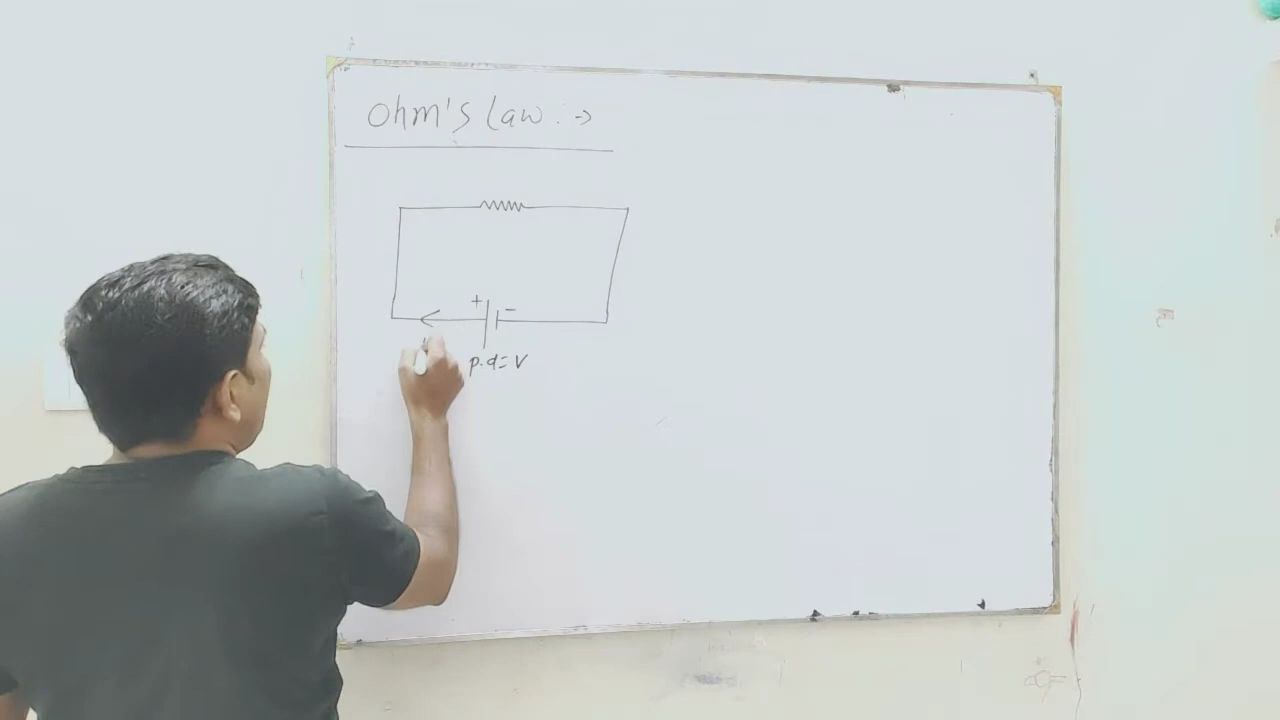 Ohm's Law :->
+ -
p.d = V